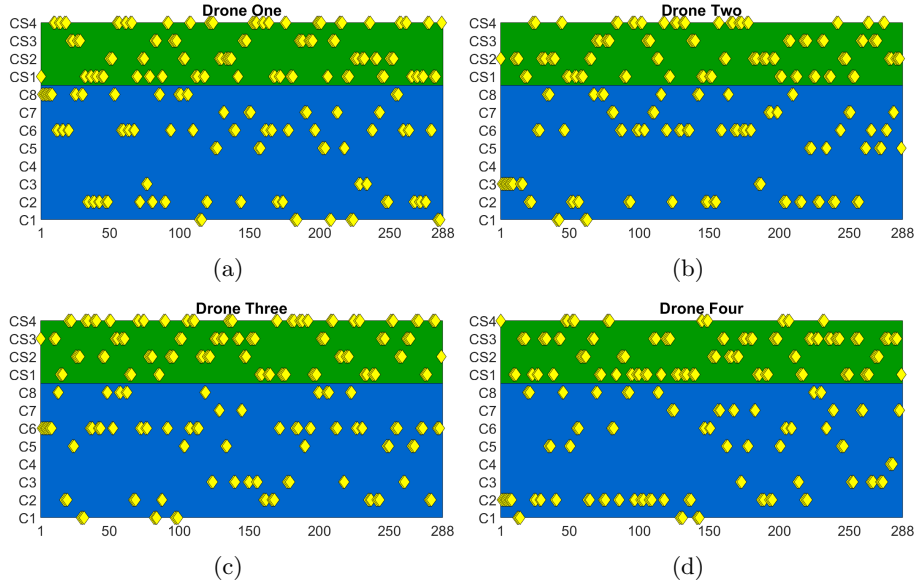 Drone One
CS4
CS3
CS2
CS1
C8
C7
C6
C5
C4
C3
C2
C1
1 50 100 150 200 250 288
(a)
Drone Two
CS4
CS3
CS2
CS1
C8
C7
C6
C5
C4
C3
C2
C1
1 50 100 150 200 250 288
(b)
Drone Three
CS4
CS3
CS2
CS1
C8
C7
C6
C5
C4
C3
C2
C1
1 50 100 150 200 250 288
(c)
Drone Four
CS4
CS3
CS2
CS1
C8
C7
C6
C5
C4
C3
C2
C1
1 50 100 150 200 250 288
(d)